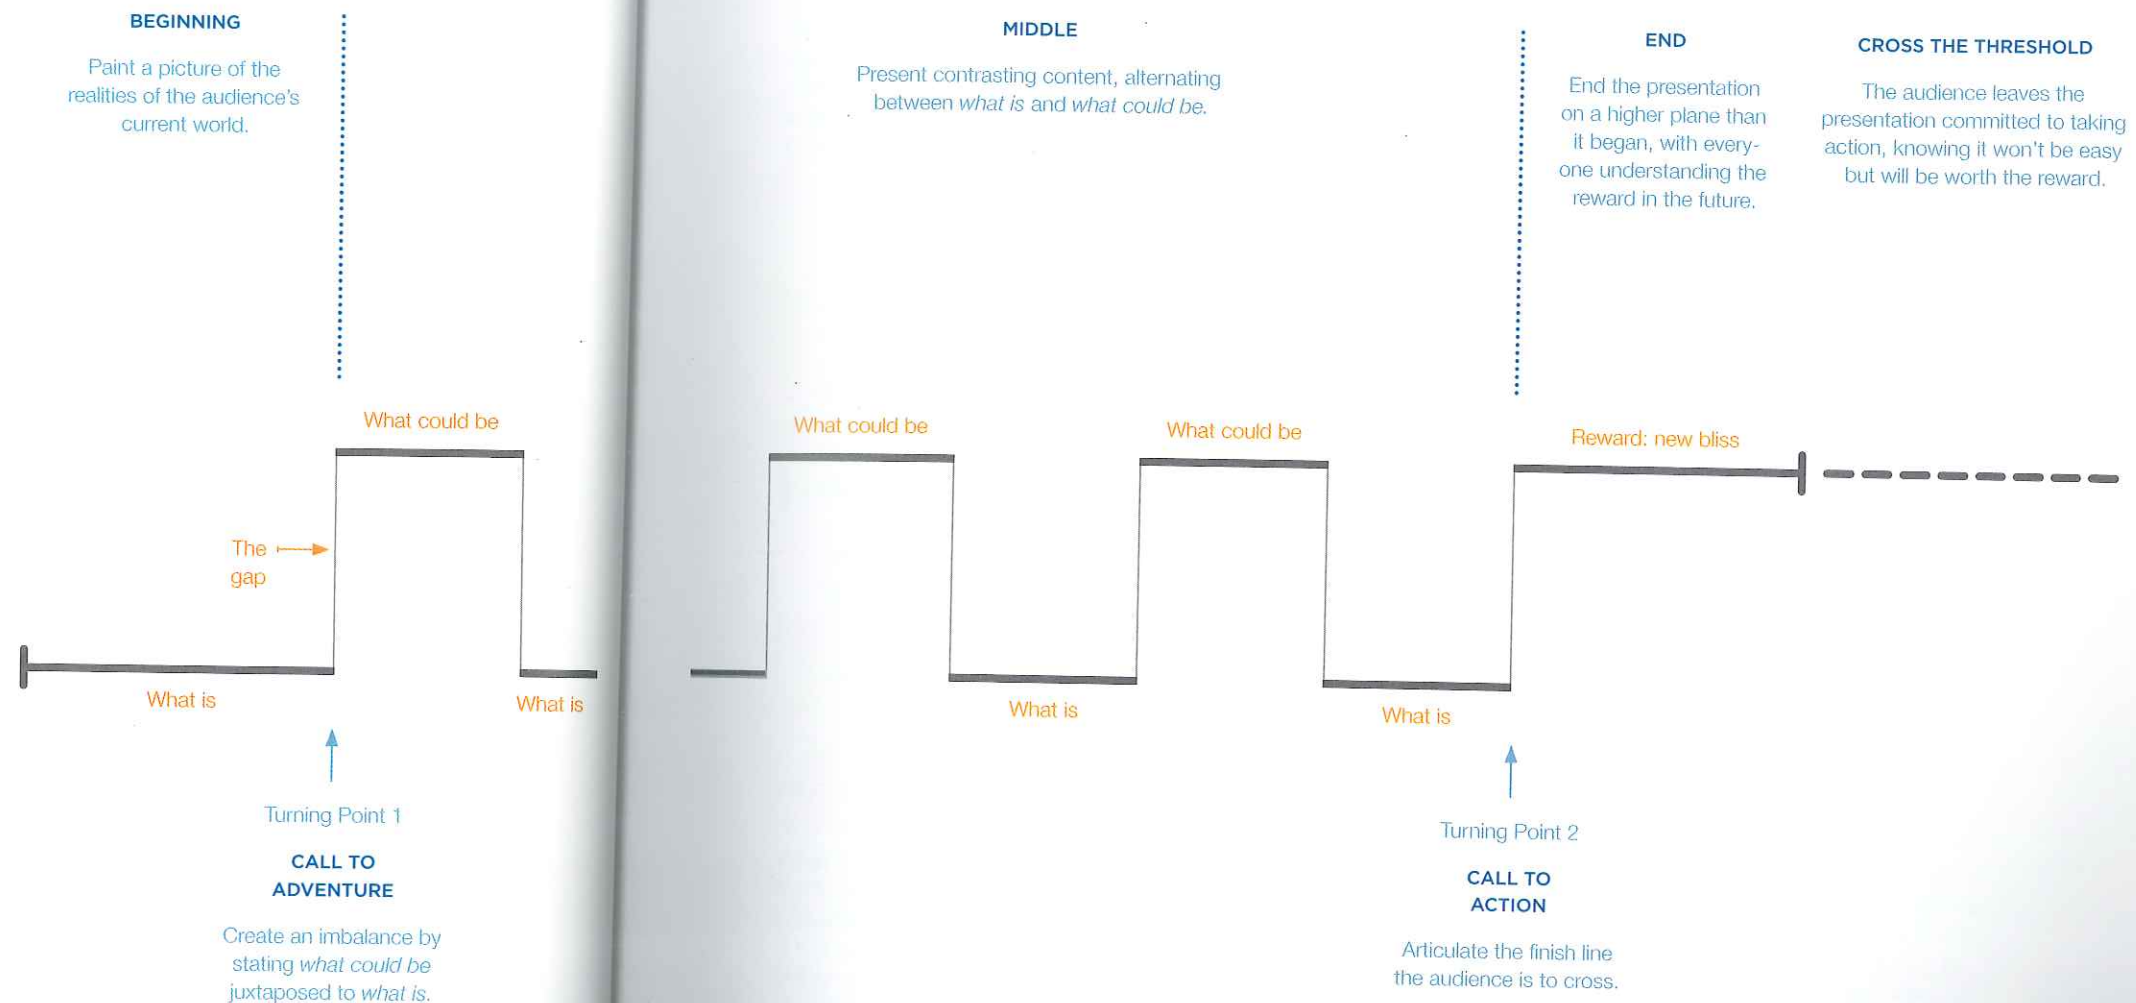 BEGINNING
Paint a picture of the
realities of the audience's
current world.
MIDDLE
Present contrasting content, alternating
between what is and what could be.
END
End the presentation
on a higher plane than
it began, with every-
one understanding the
reward in the future.
CROSS THE THRESHOLD
The audience leaves the
presentation committed to taking
action, knowing it won't be easy
but will be worth the reward.
What could be
What could be
What could be
Reward: new bliss
The
gap
What is
What is
What is
What is
Turning Point 1
CALL TO
ADVENTURE
Create an imbalance by
stating what could be
juxtaposed to what is.
Turning Point 2
CALL TO
ACTION
Articulate the finish line
the audience is to cross.